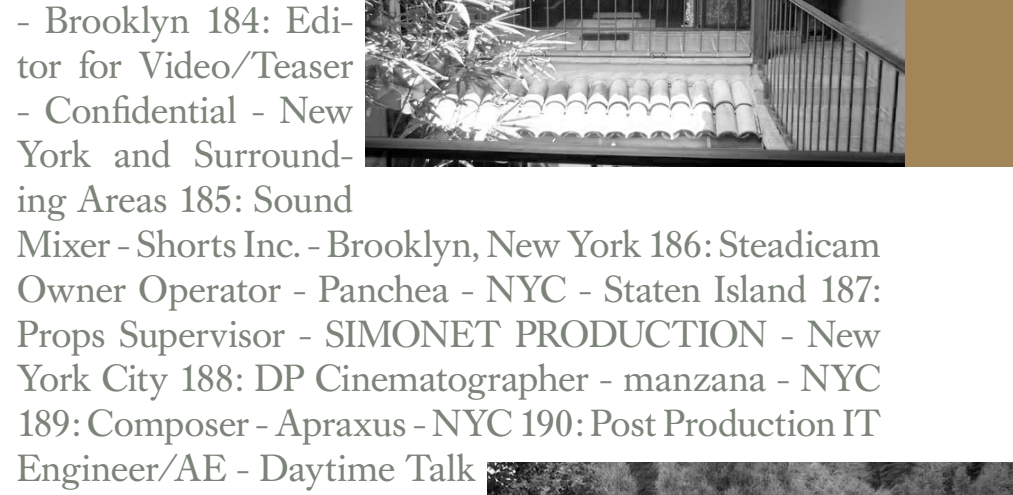 - Brooklyn 184: Edi-
tor for Video/Teaser
- Confidential - New
York and Surround-
ing Areas 185: Sound
Mixer - Shorts Inc. - Brooklyn, New York 186: Steadicam
Owner Operator - Panchea - NYC - Staten Island 187:
Props Supervisor - SIMONET PRODUCTION - New
York City 188: DP Cinematographer - manzana - NYC
189: Composer - Apraxus - NYC 190: Post Production IT
Engineer/AE - Daytime Talk